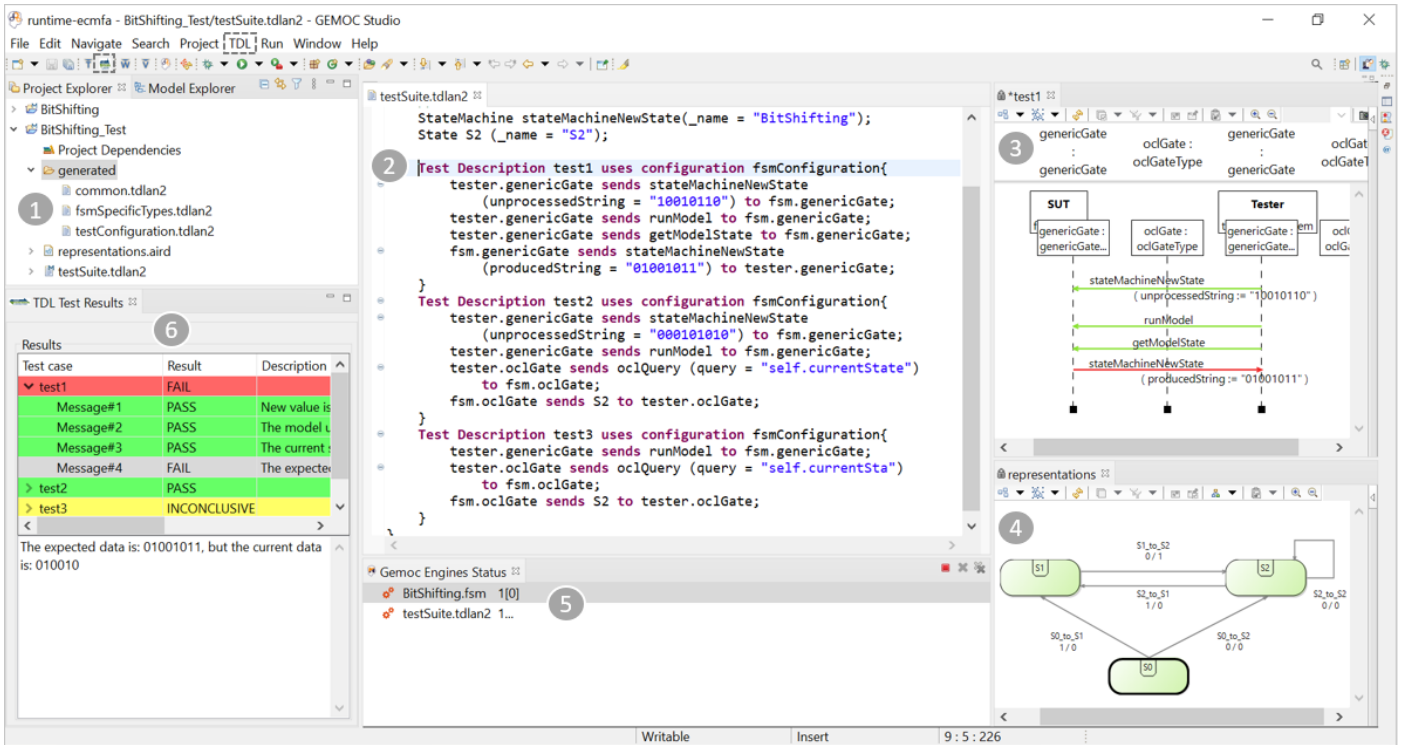 runtime-ecmfa - BitShifting_Test/testSuite.tdlan2 - GEMOC Studio
File Edit Navigate Search Project TDL Run Window Help
Project Explorer Model Explorer
BitShifting
BitShifting_Test
Project Dependencies
generated
common.tdlan2
1
fsmSpecificTypes.tdlan2
testConfiguration.tdlan2
representations.aird
testSuite.tdlan2
TDL Test Results
6
Results
Test case Result Description
test1 FAIL
Message#1 PASS New value is
Message#2 PASS The model u
Message#3 PASS The current s
Message#4 FAIL The expected
test2 PASS
test3 INCONCLUSIVE
The expected data is: 01001011, but the current data
is: 010010
testSuite.tdlan2
StateMachine stateMachineNewState(_name = "BitShifting");
State S2 (_name = "S2");
2
Test Description test1 uses configuration fsmConfiguration{
tester.genericGate sends stateMachineNewState
(unprocessedString = "10010110") to fsm.genericGate;
tester.genericGate sends runModel to fsm.genericGate;
tester.genericGate sends getModelState to fsm.genericGate;
fsm.genericGate sends stateMachineNewState
(producedString = "01001011") to tester.genericGate;
}
Test Description test2 uses configuration fsmConfiguration{
tester.genericGate sends stateMachineNewState
(unprocessedString = "000101010") to fsm.genericGate;
tester.genericGate sends runModel to fsm.genericGate;
tester.oclGate sends oclQuery (query = "self.currentState")
to fsm.oclGate;
fsm.oclGate sends S2 to tester.oclGate;
}
Test Description test3 uses configuration fsmConfiguration{
tester.genericGate sends runModel to fsm.genericGate;
tester.oclGate sends oclQuery (query = "self.currentSta")
to fsm.oclGate;
fsm.oclGate sends S2 to tester.oclGate;
}
}
Gemoc Engines Status
BitShifting.fsm 1[0]
5
testSuite.tdlan2 1...
*test1
3
genericGate
:
genericGate
oclGate :
oclGateType
genericGate
:
genericGate
oclGat
oclGateT
SUT
Tester
genericGate :
genericGate...
oclGate :
oclGateType
genericGate :
genericGate...
em
stateMachineNewState
( unprocessedString := "10010110" )
runModel
getModelState
stateMachineNewState
( producedString := "01001011" )
representations
4
S1_to_S2
0 / 1
S1
S2
S2_to_S1
1 / 0
S2_to_S2
0 / 0
S0_to_S1
1 / 0
S0_to_S2
0 / 0
S0
Writable Insert 9 : 5 : 226